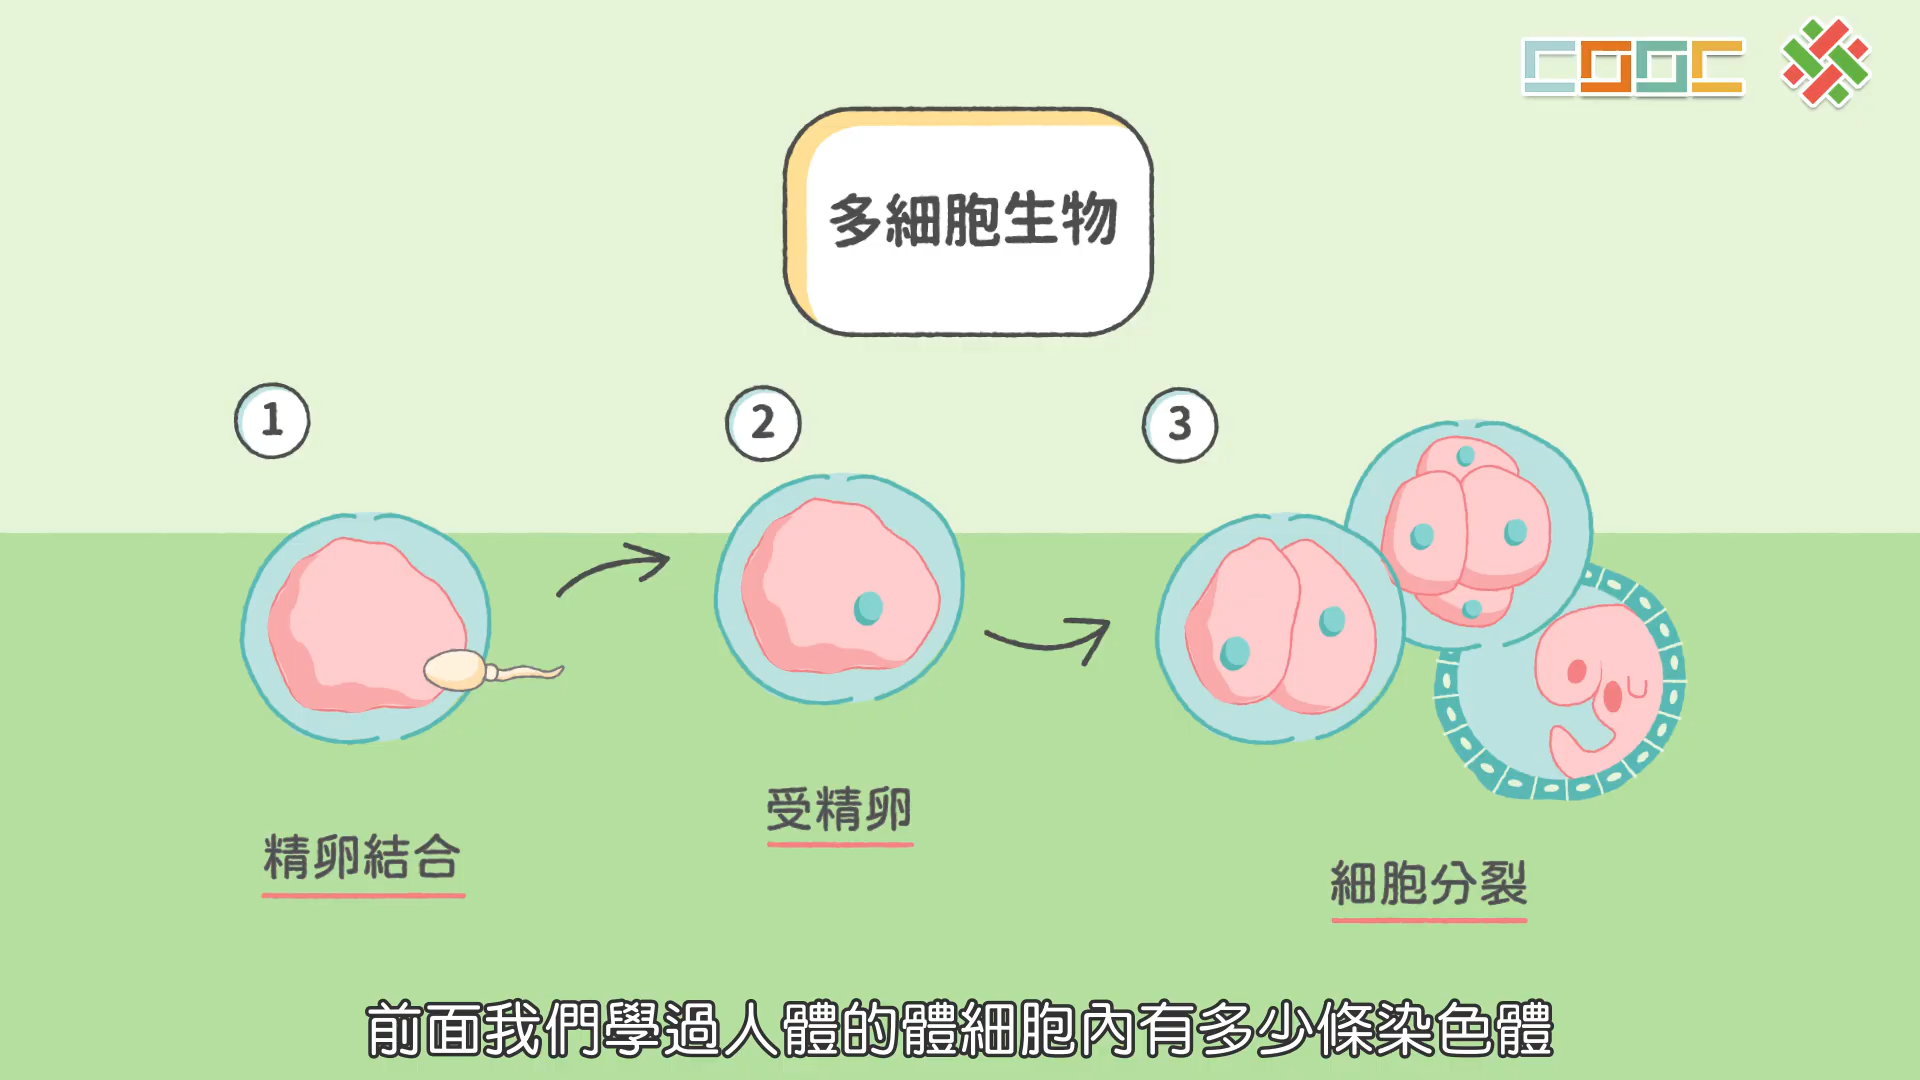 COOC
多細胞生物
1
2
3
精卵結合
受精卵
細胞分裂
前面我們學過人體的體細胞內有多少條染色體